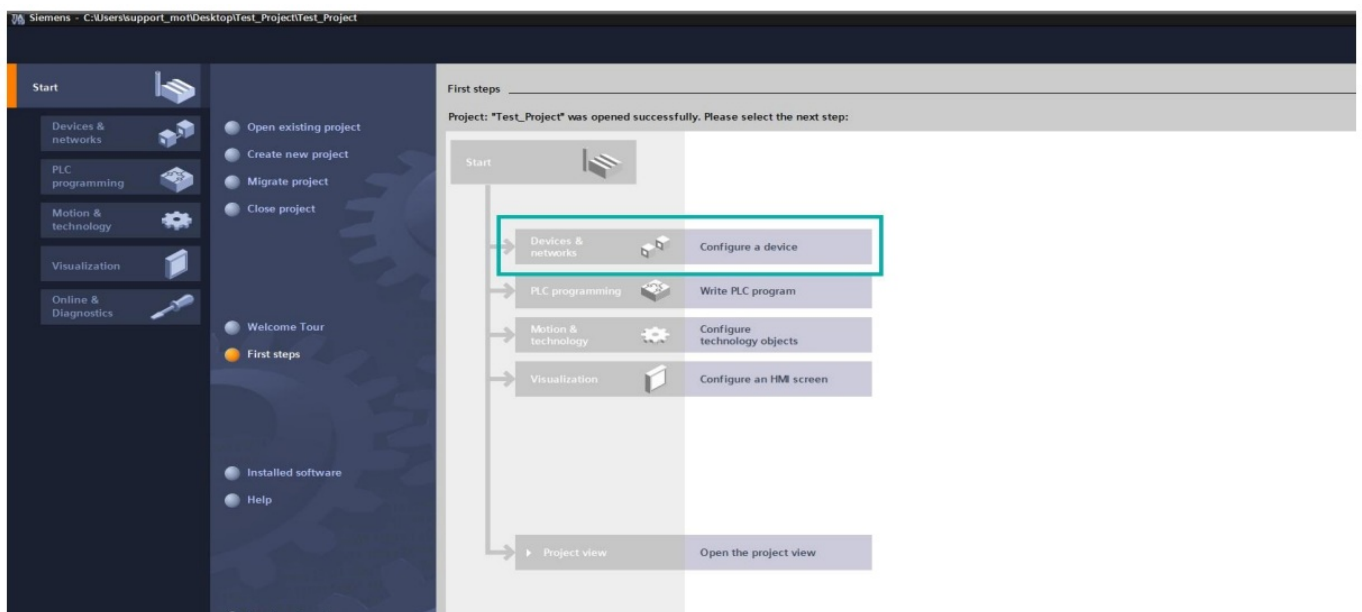 Siemens - C:\Users\support_mot\Desktop\Test_Project\Test_Project
Start
Devices &
networks
PLC
programming
Motion &
technology
Visualization
Online &
Diagnostics
Open existing project
Create new project
Migrate project
Close project
Welcome Tour
First steps
Installed software
Help
First steps
Project: "Test_Project" was opened successfully. Please select the next step:
Start
Devices &
networks
Configure a device
PLC programming
Write PLC program
Motion &
technology
Configure
technology objects
Visualization
Configure an HMI screen
Project view
Open the project view